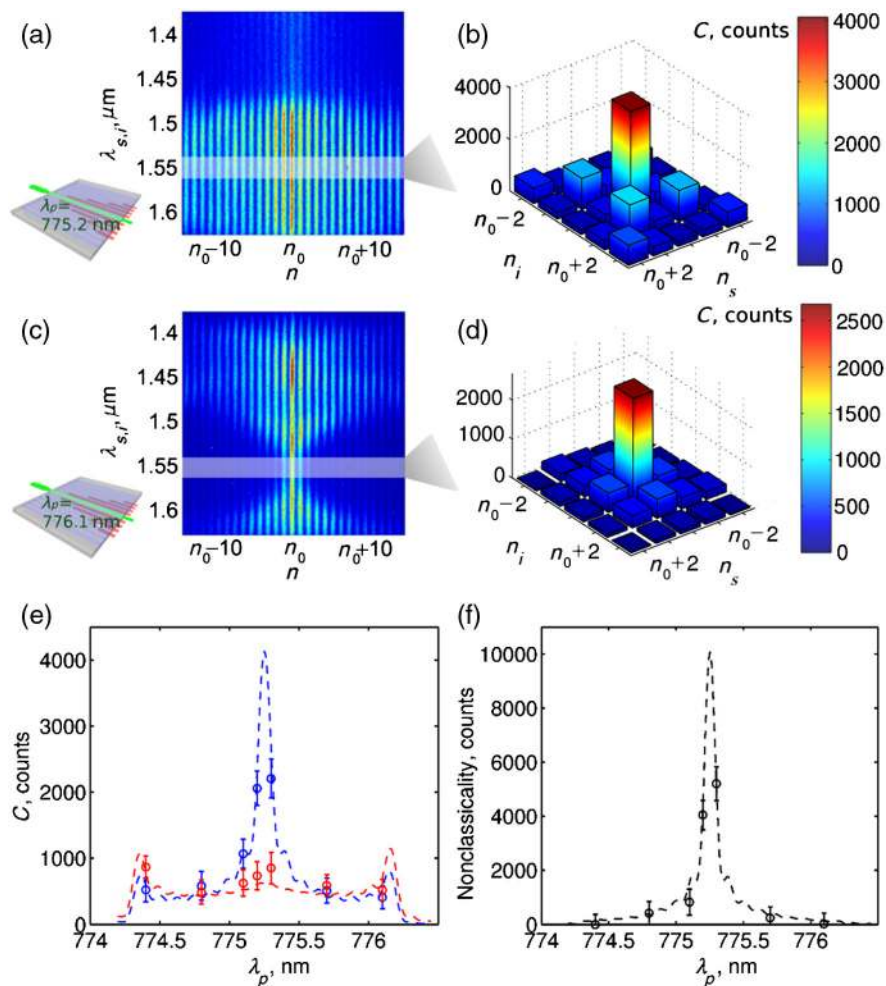 (a)
1.4
1.45
1.5
1.55
1.6
λs,i, μm
n0−10 n0 n0+10
n
λp=
775.2 nm
(b)
C, counts
4000
2000
0
n0−2
n0+2
ni
n0+2
n0−2
ns
4000
3000
2000
1000
0
(c)
1.4
1.45
1.5
1.55
1.6
λs,i, μm
n0−10 n0 n0+10
n
λp=
776.1 nm
(d)
C, counts
2000
1000
0
n0−2
n0+2
ni
n0+2
n0−2
ns
2500
2000
1500
1000
500
0
(e)
4000
3000
2000
1000
0
C, counts
774 774.5 775 775.5 776
λp, nm
(f)
10000
8000
6000
4000
2000
0
Nonclassicality, counts
774 774.5 775 775.5 776
λp, nm